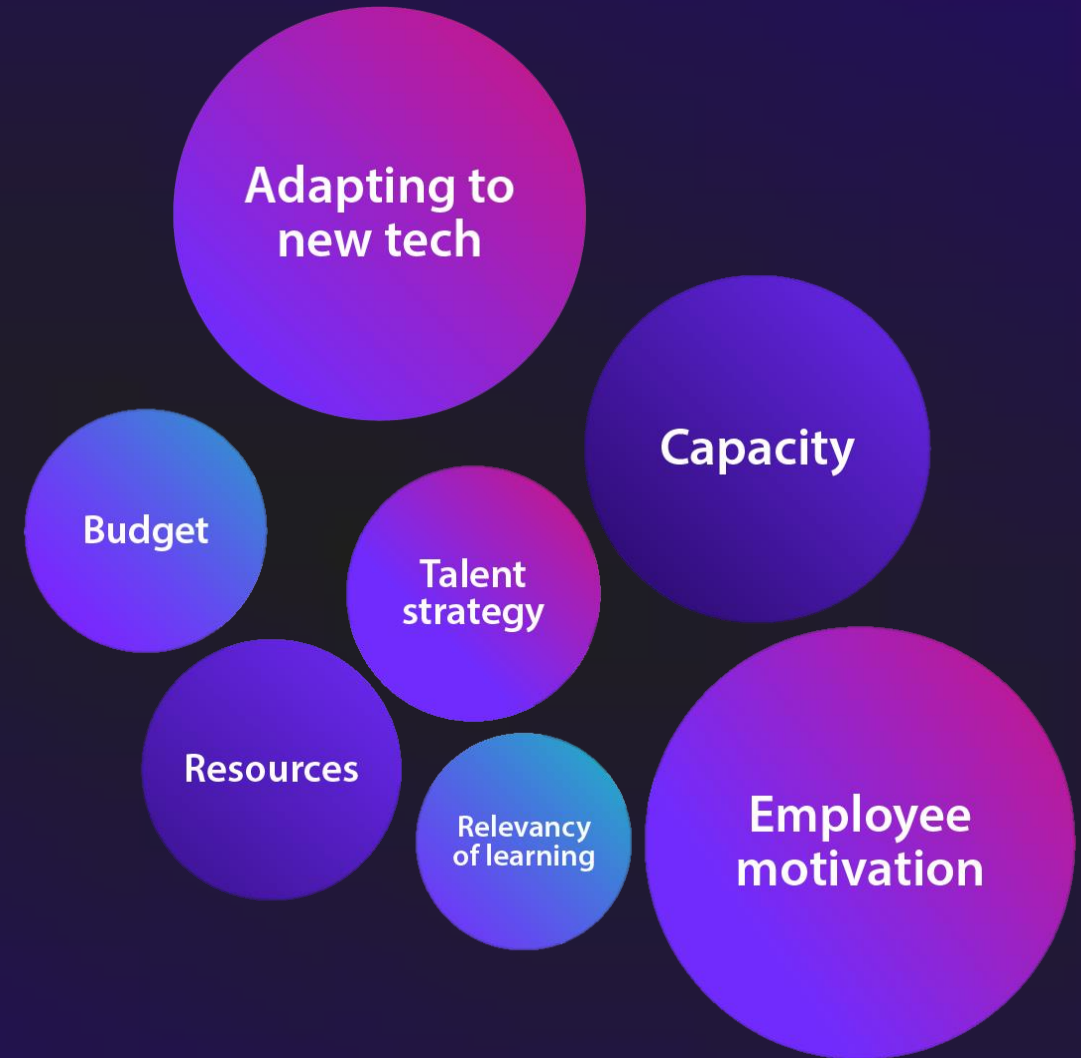 Adapting to
new tech
Capacity
Budget
Talent
strategy
Resources
Relevancy
of learning
Employee
motivation